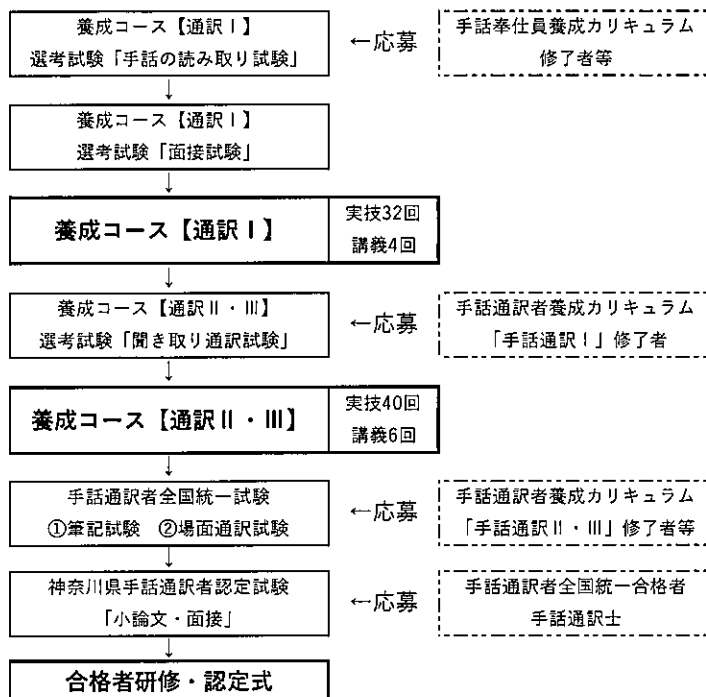 養成コース【通訳Ⅰ】
選考試験「手話の読み取り試験」
←応募
手話奉仕員養成カリキュラム
修了者等
↓
養成コース【通訳Ⅰ】
選考試験「面接試験」
↓
養成コース【通訳Ⅰ】
実技32回
講義4回
↓
養成コース【通訳Ⅱ・Ⅲ】
選考試験「聞き取り通訳試験」
←応募
手話通訳者養成カリキュラム
「手話通訳Ⅰ」修了者
↓
養成コース【通訳Ⅱ・Ⅲ】
実技40回
講義6回
↓
手話通訳者全国統一試験
①筆記試験 ②場面通訳試験
←応募
手話通訳者養成カリキュラム
「手話通訳Ⅱ・Ⅲ」修了者等
↓
神奈川県手話通訳者認定試験
「小論文・面接」
←応募
手話通訳者全国統一合格者
手話通訳士
↓
合格者研修・認定式